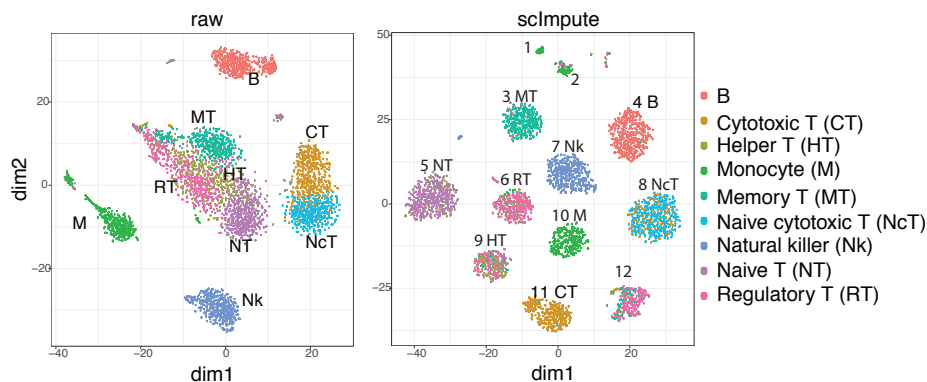 raw
scImpute
dim2
20
0
−20
−40
−20
0
20
dim1
B
MT
CT
HT
RT
M
NT
NcT
Nk
50
25
0
−25
−40
−20
0
20
dim1
1
2
3 MT
4 B
7 Nk
5 NT
6 RT
8 NcT
10 M
9 HT
12
11 CT
B
Cytotoxic T (CT)
Helper T (HT)
Monocyte (M)
Memory T (MT)
Naive cytotoxic T (NcT)
Natural killer (Nk)
Naive T (NT)
Regulatory T (RT)